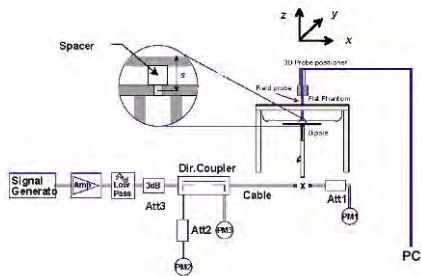 z
y
x
Spacer
s
3D Probe positioner
Field probe
Flat Phantom
Dipole
Dir.Coupler
Signal
Generato
Amp
Low
Pass
3dB
Att3
Cable
x
Att1
PM1
Att2
PM3
PM2
PC